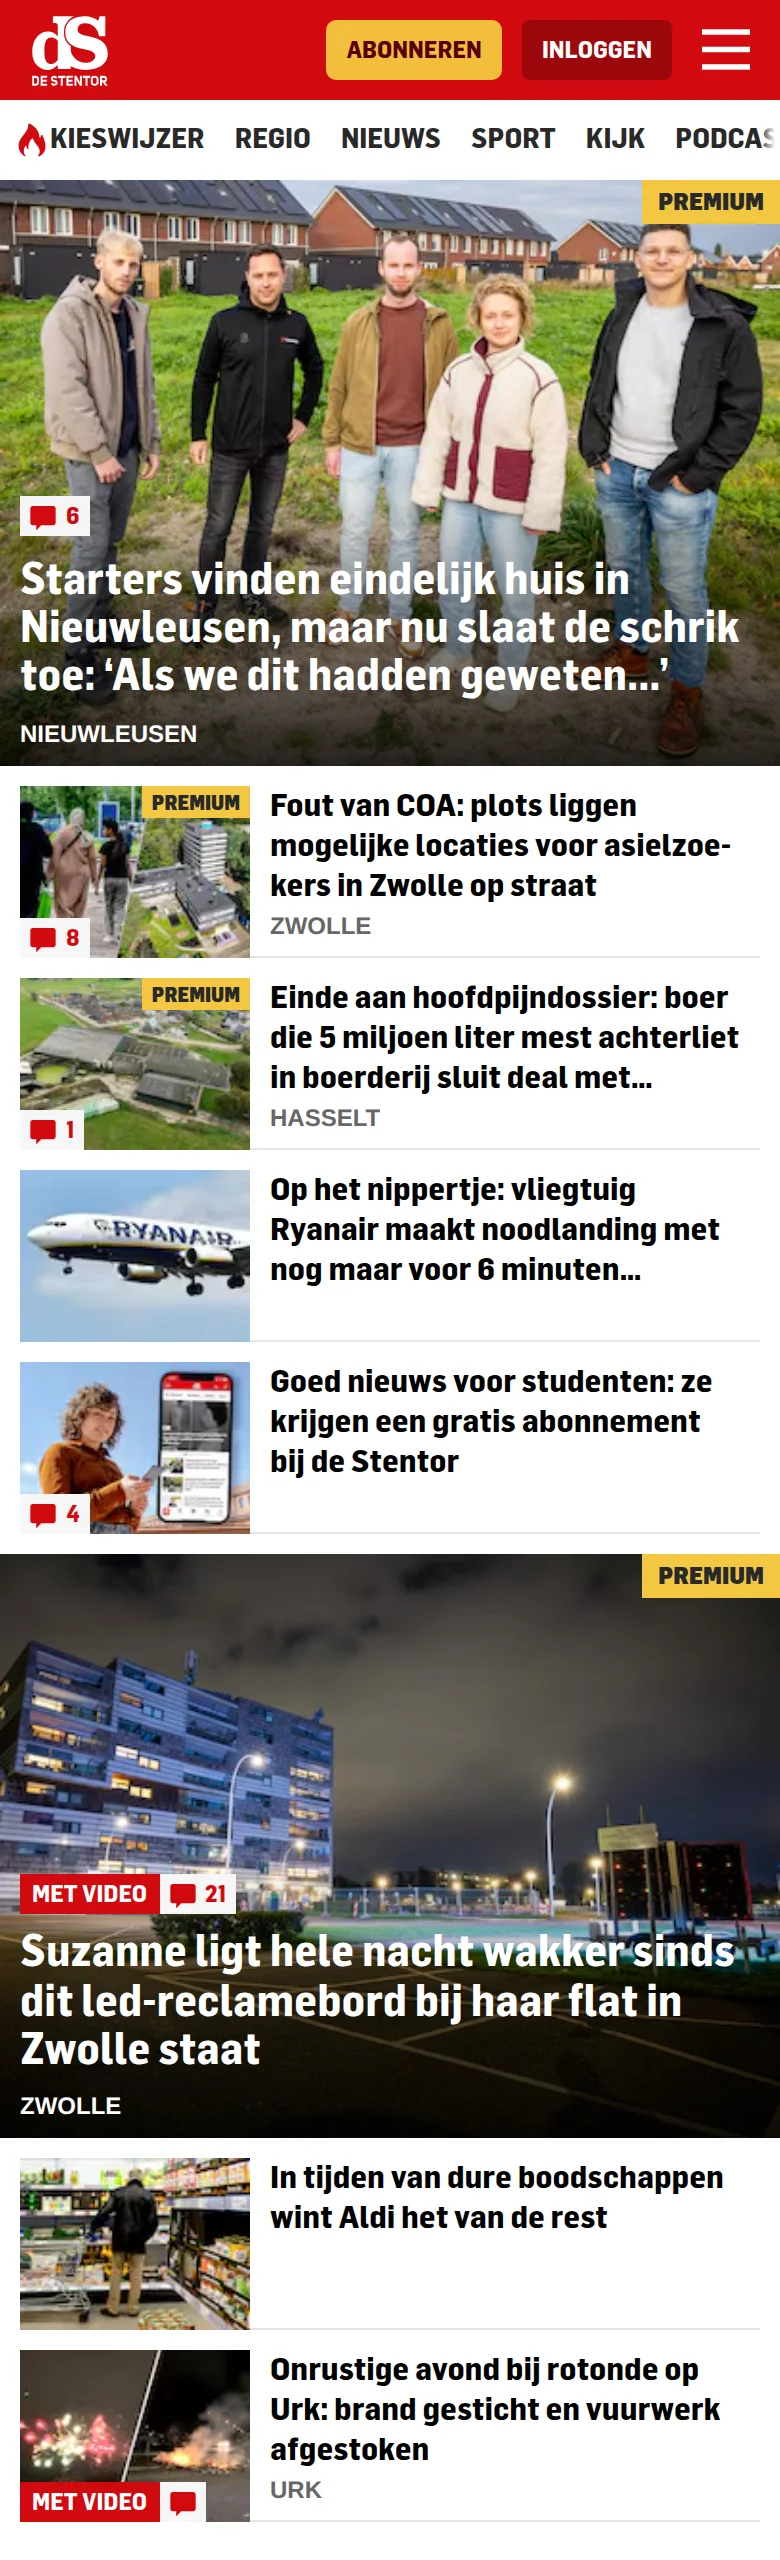 dS
DE STENTOR
ABONNEREN
INLOGGEN
KIESWIJZER REGIO NIEUWS SPORT KIJK PODCAS
PREMIUM
6
Starters vinden eindelijk huis in
Nieuwleusen, maar nu slaat de schrik
toe: ‘Als we dit hadden geweten...’
NIEUWLEUSEN
PREMIUM
8
Fout van COA: plots liggen
mogelijke locaties voor asielzoe-
kers in Zwolle op straat
ZWOLLE
PREMIUM
1
Einde aan hoofdpijndossier: boer
die 5 miljoen liter mest achterliet
in boerderij sluit deal met...
HASSELT
RYANAIR
Op het nippertje: vliegtuig
Ryanair maakt noodlanding met
nog maar voor 6 minuten...
4
Goed nieuws voor studenten: ze
krijgen een gratis abonnement
bij de Stentor
PREMIUM
MET VIDEO
21
Suzanne ligt hele nacht wakker sinds
dit led-reclamebord bij haar flat in
Zwolle staat
ZWOLLE
In tijden van dure boodschappen
wint Aldi het van de rest
MET VIDEO
Onrustige avond bij rotonde op
Urk: brand gesticht en vuurwerk
afgestoken
URK